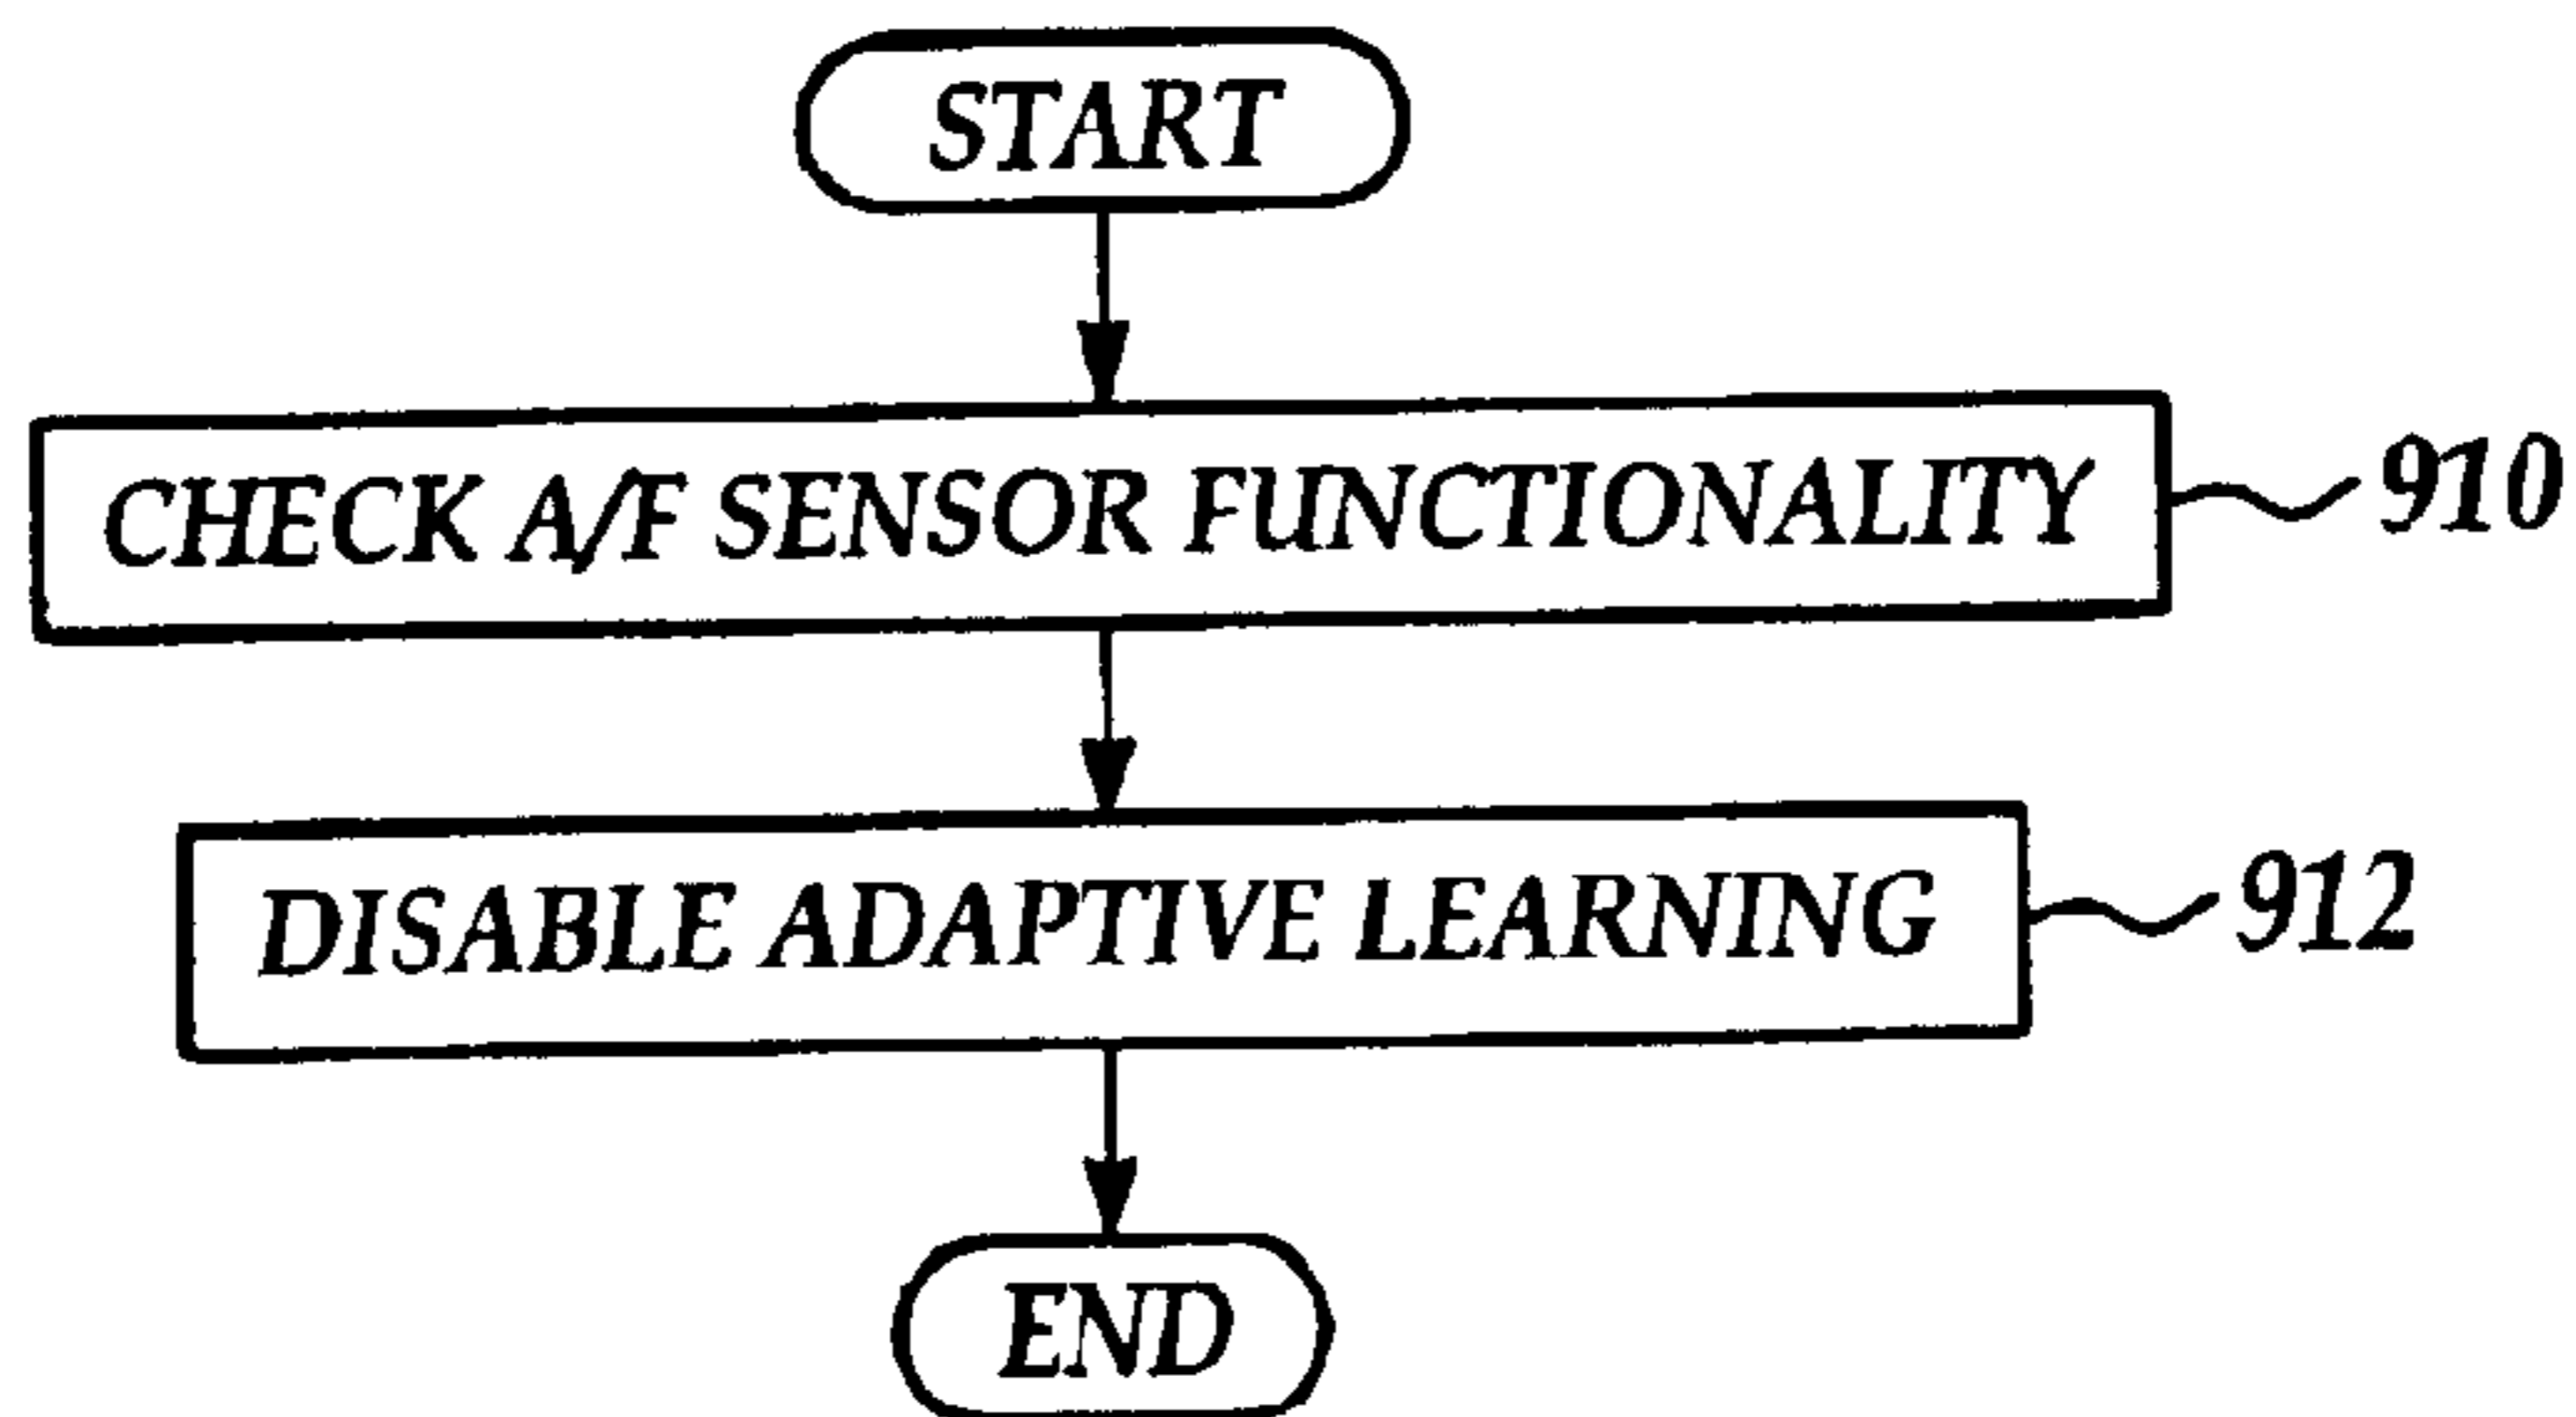 START
CHECK A/F SENSOR FUNCTIONALITY 910
DISABLE ADAPTIVE LEARNING 912
END